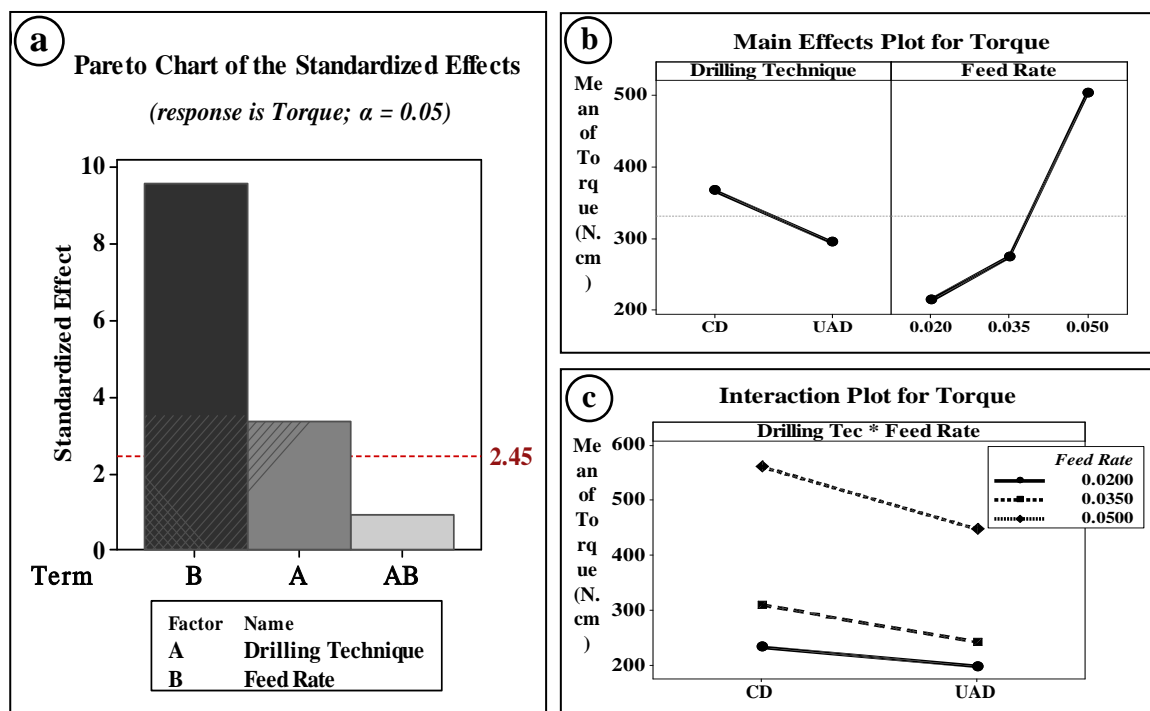 a
Pareto Chart of the Standardized Effects
(response is Torque; α = 0.05)
Standardized Effect
10
8
6
4
2
0
2.45
Term B A AB
Factor Name
A Drilling Technique
B Feed Rate
b
Main Effects Plot for Torque
Drilling Technique Feed Rate
Me
an
of
To
rq
ue
(N.
cm
)
500
400
300
200
CD UAD 0.020 0.035 0.050
c
Interaction Plot for Torque
Drilling Tec * Feed Rate
Me
an
of
To
rq
ue
(N.
cm
)
600
500
400
300
200
CD UAD
Feed Rate
0.0200
0.0350
0.0500